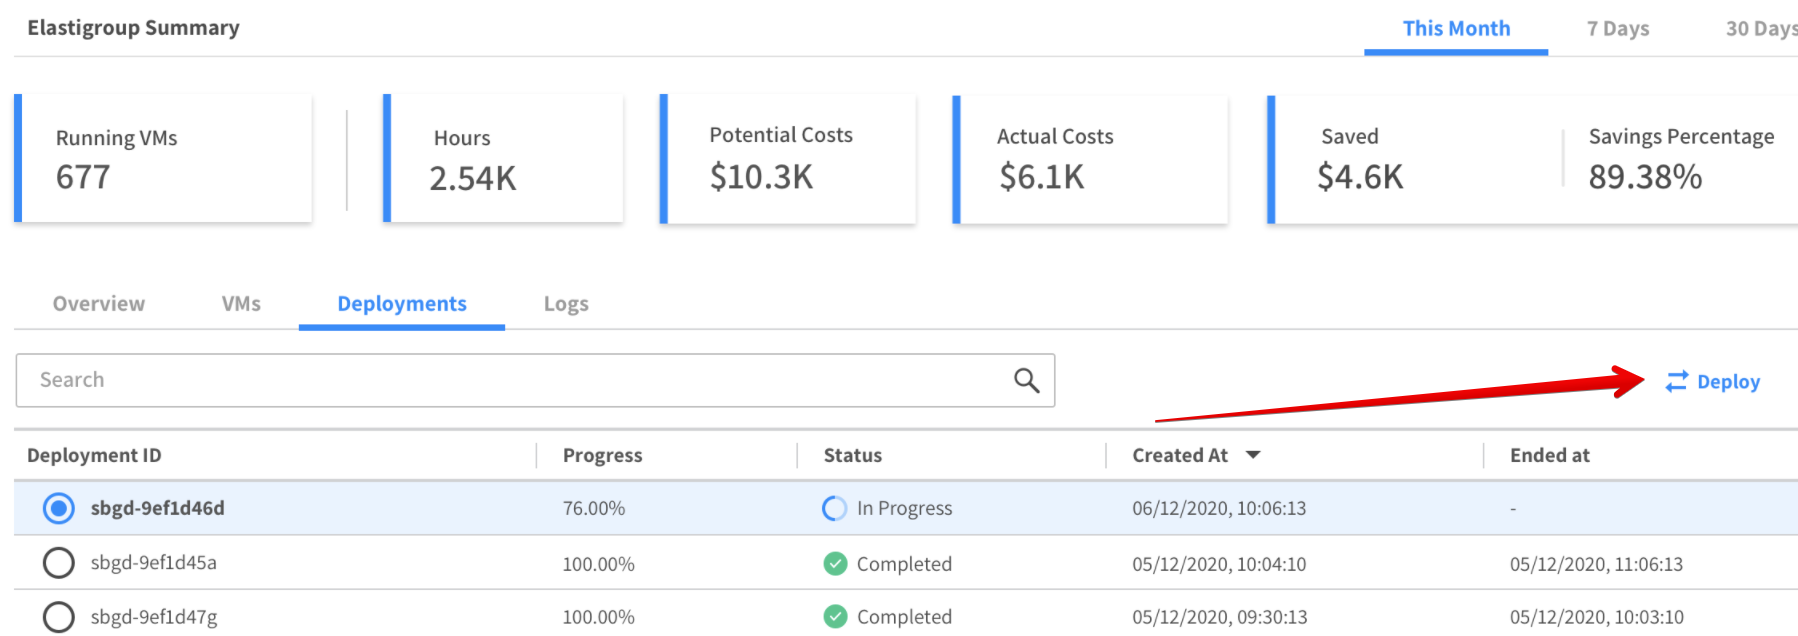 Elastigroup Summary
This Month
7 Days
30 Days
Running VMs
677
Hours
2.54K
Potential Costs
$10.3K
Actual Costs
$6.1K
Saved
$4.6K
Savings Percentage
89.38%
Overview
VMs
Deployments
Logs
Search
Deploy
Deployment ID
Progress
Status
Created At
Ended at
sbgd-9ef1d46d
76.00%
In Progress
06/12/2020, 10:06:13
-
sbgd-9ef1d45a
100.00%
Completed
05/12/2020, 10:04:10
05/12/2020, 11:06:13
sbgd-9ef1d47g
100.00%
Completed
05/12/2020, 09:30:13
05/12/2020, 10:03:10